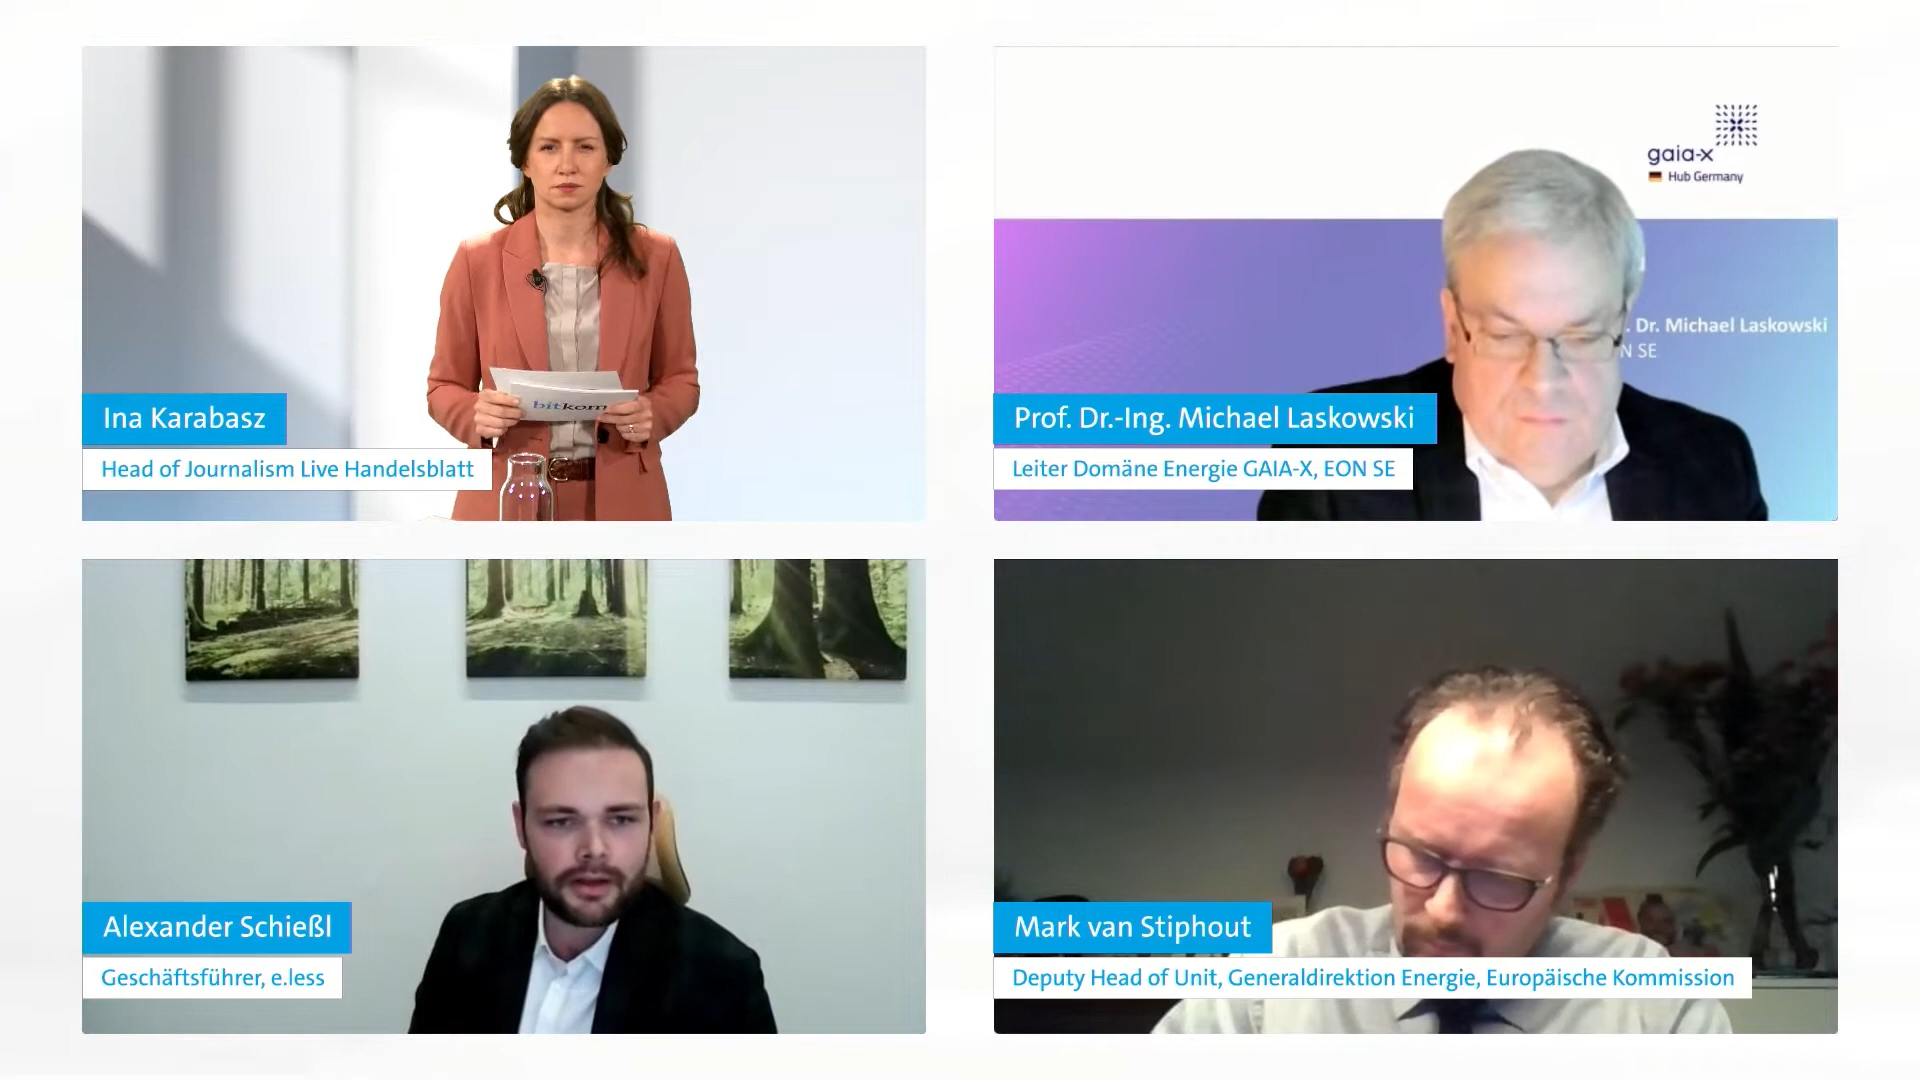 bitkom
Ina Karabasz
Head of Journalism Live Handelsblatt
gaia-x
Hub Germany
. Dr. Michael Laskowski
N SE
Prof. Dr.-Ing. Michael Laskowski
Leiter Domäne Energie GAIA-X, EON SE
Alexander Schießl
Geschäftsführer, e.less
Mark van Stiphout
Deputy Head of Unit, Generaldirektion Energie, Europäische Kommission